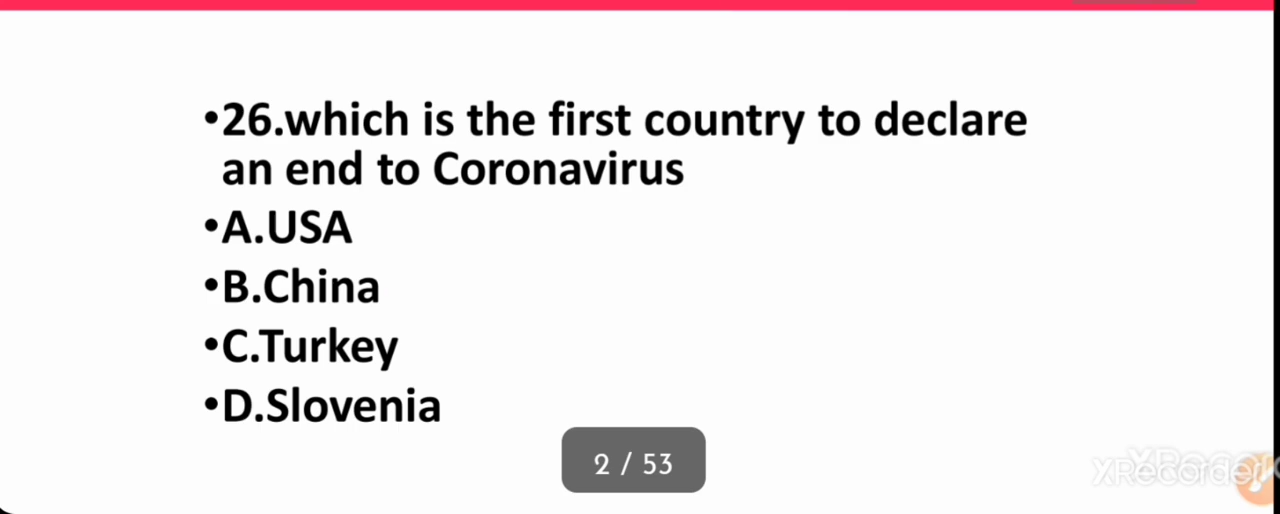 •26.which is the first country to declare
an end to Coronavirus
•A.USA
•B.China
•C.Turkey
•D.Slovenia
2 / 53
XRecorder